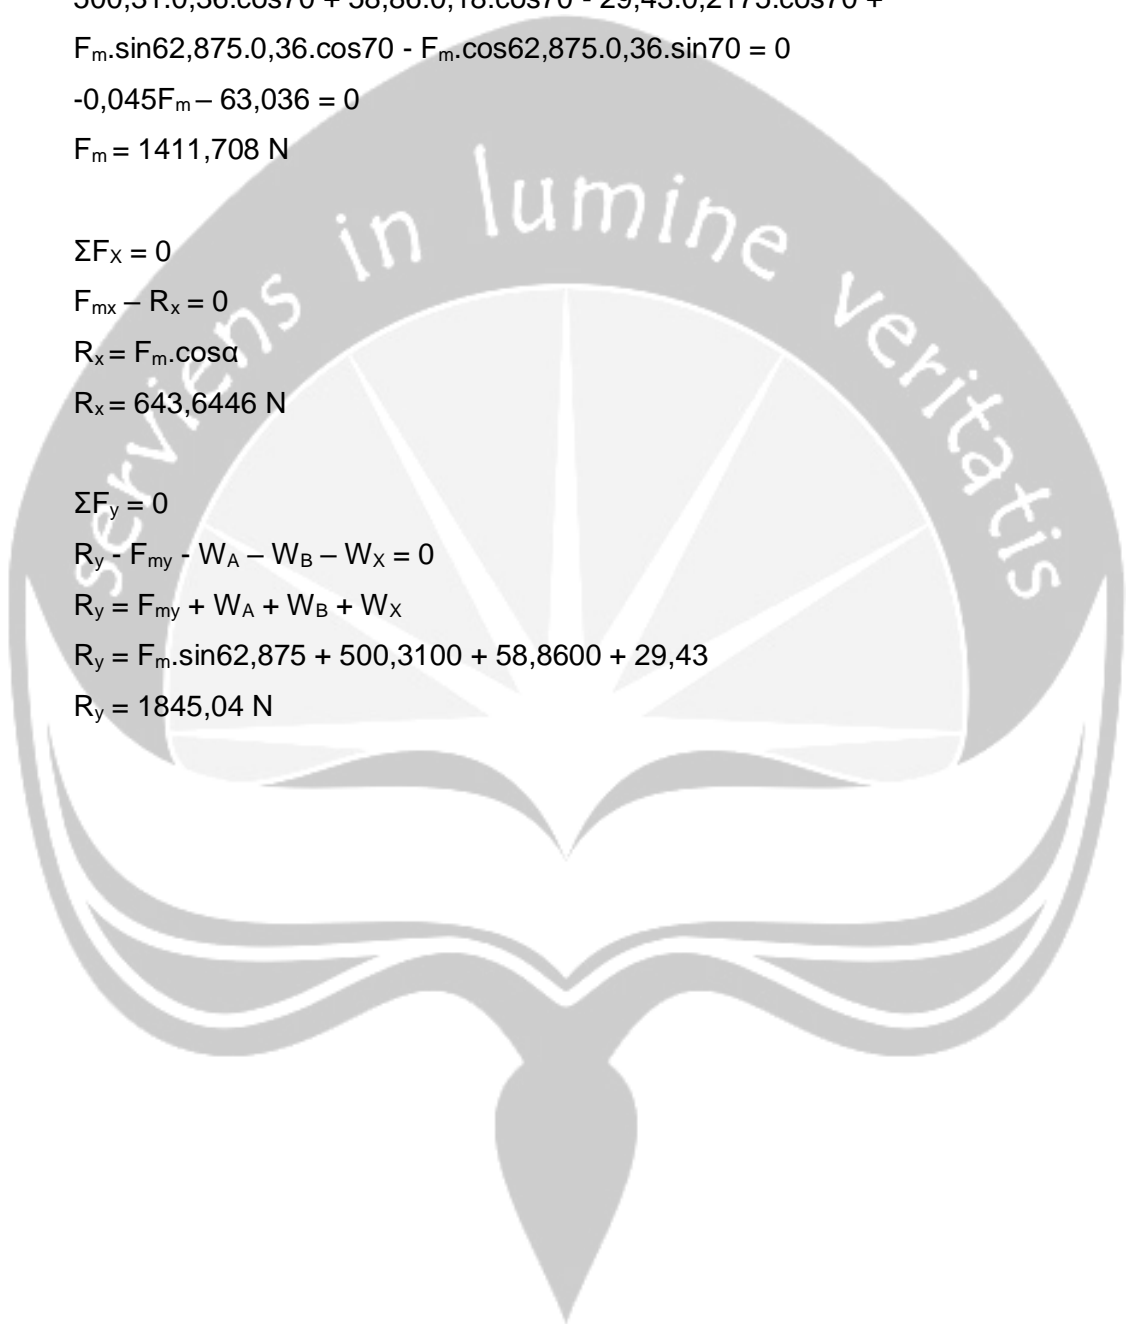 500,31.0,36.cos70 + 58,86.0,18.cos70 - 29,43.0,2175.cos70 +
Fm.sin62,875.0,36.cos70 - Fm.cos62,875.0,36.sin70 = 0
-0,045Fm – 63,036 = 0
Fm = 1411,708 N
ΣFX = 0
Fmx – Rx = 0
Rx = Fm.cosα
Rx = 643,6446 N
ΣFy = 0
Ry - Fmy - WA – WB – WX = 0
Ry = Fmy + WA + WB + WX
Ry = Fm.sin62,875 + 500,3100 + 58,8600 + 29,43
Ry = 1845,04 N
serviens in lumine veritatis